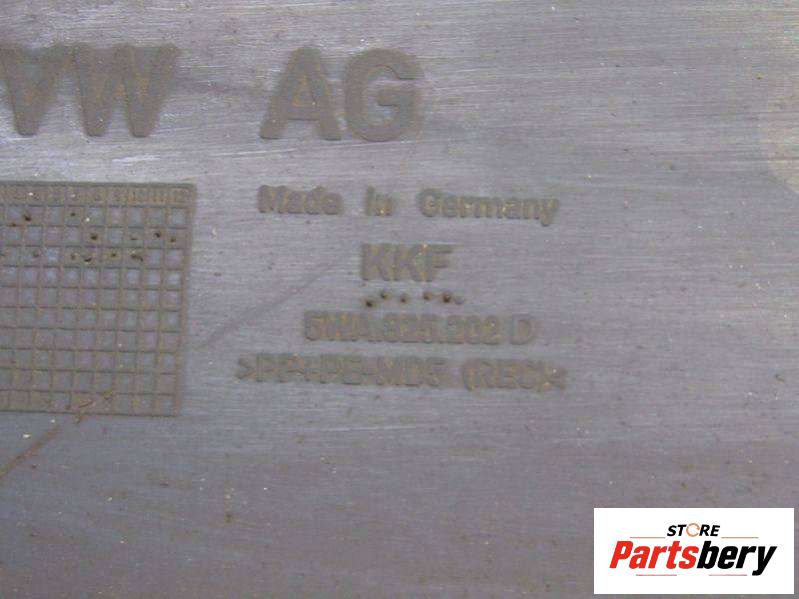 VW AG
Made in Germany
KKF
5WA.825.202 D
>PP+PE-MD5 (REC)<
STORE
Partsbery